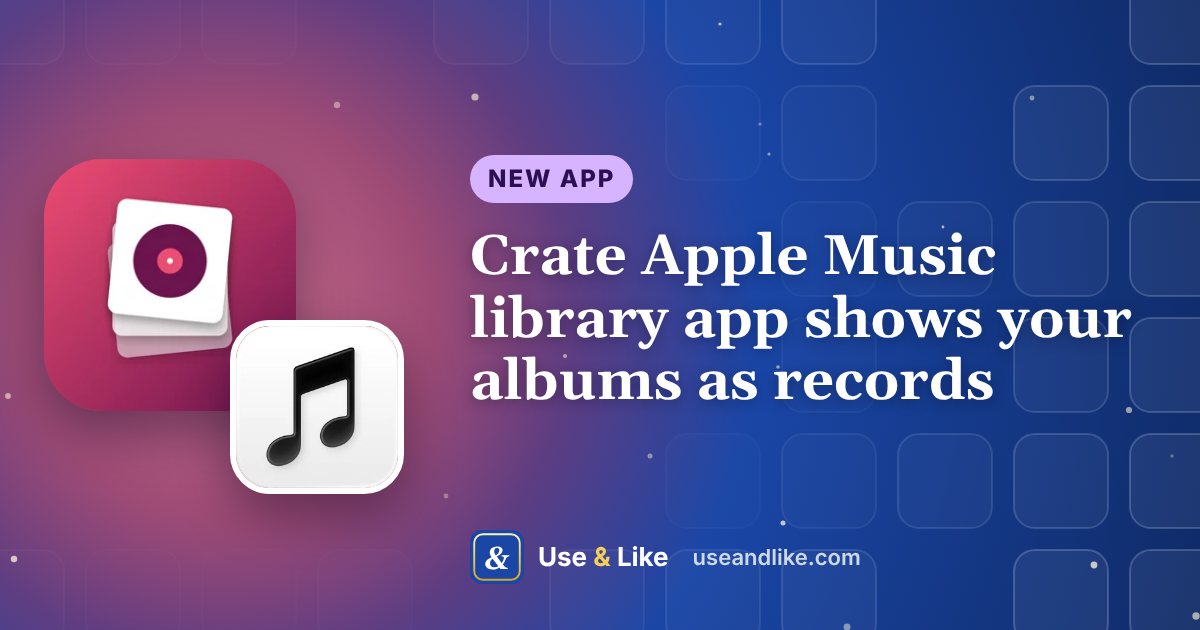 NEW APP
Crate Apple Music
library app shows your
albums as records
& Use & Like useandlike.com